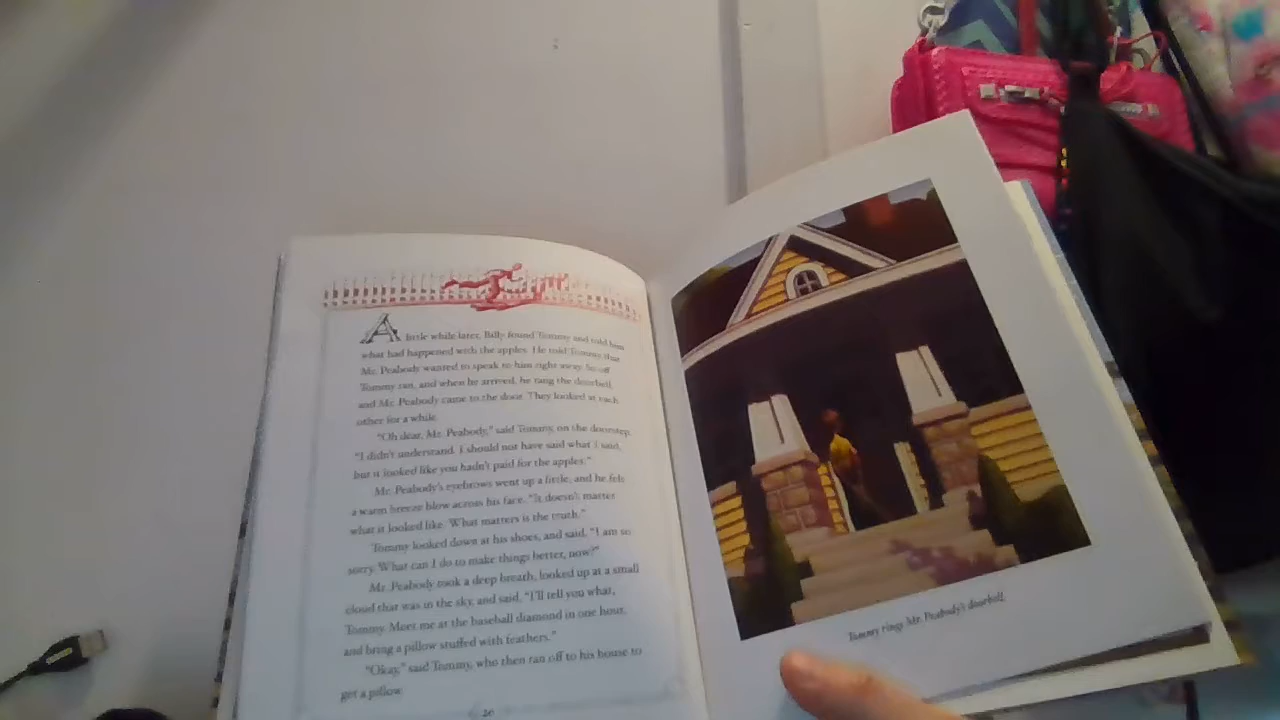 A little while later, Billy found Tommy and told him
what had happened with the apples. He told Tommy that
Mr. Peabody wanted to speak to him right away. So off
Tommy ran, and when he arrived, he rang the doorbell,
and Mr. Peabody came to the door. They looked at each
other for a while.
"Oh dear, Mr. Peabody," said Tommy, on the doorstep.
"I didn't understand. I should not have said what I said,
but it looked like you hadn't paid for the apples."
Mr. Peabody's eyebrows went up a little, and he felt
a warm breeze blow across his face. "It doesn't matter
what it looked like. What matters is the truth."
Tommy looked down at his shoes, and said, "I am so
sorry. What can I do to make things better, now?"
Mr. Peabody took a deep breath, looked up at a small
cloud that was in the sky, and said, "I'll tell you what,
Tommy. Meet me at the baseball diamond in one hour,
and bring a pillow stuffed with feathers."
"Okay," said Tommy, who then ran off to his house to
get a pillow.
20
Tommy rings Mr. Peabody's doorbell.